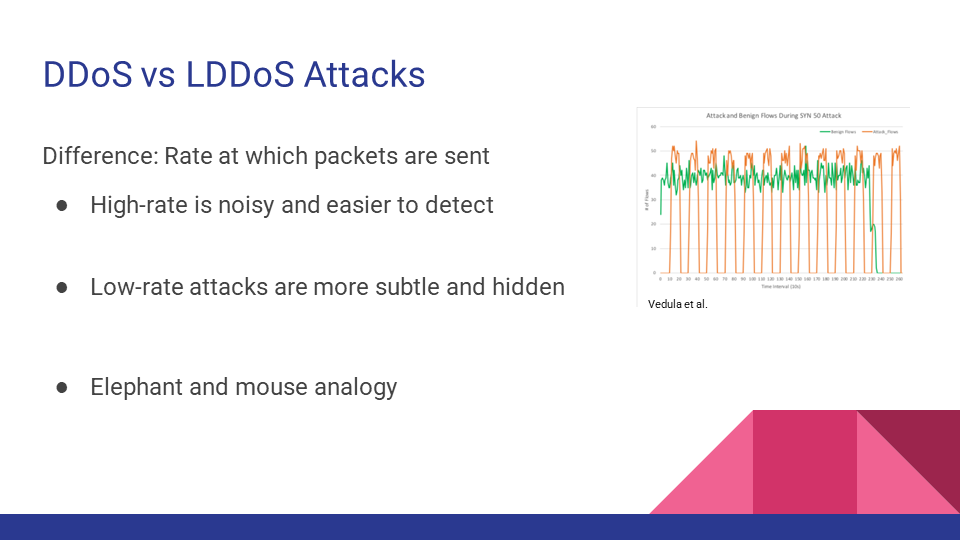 DDoS vs LDDoS Attacks
Difference: Rate at which packets are sent
● High-rate is noisy and easier to detect
● Low-rate attacks are more subtle and hidden
● Elephant and mouse analogy
Attack and Benign Flows During SYN 50 Attack
Benign Flows Attack_Flows
60
50
40
30
20
10
0
# of Flows
0 10 20 30 40 50 60 70 80 90 100 110 120 130 140 150 160 170 180 190 200 210 220 230 240 250 260
Time Interval (10s)
Vedula et al.